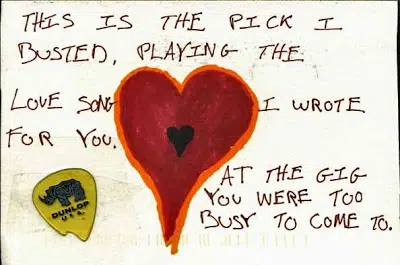 THIS IS THE PICK I
BUSTED, PLAYING THE
LOVE SONG I WROTE
FOR YOU.
AT THE GIG
YOU WERE TOO
BUSY TO COME TO.
DUNLOP
U.S.A.